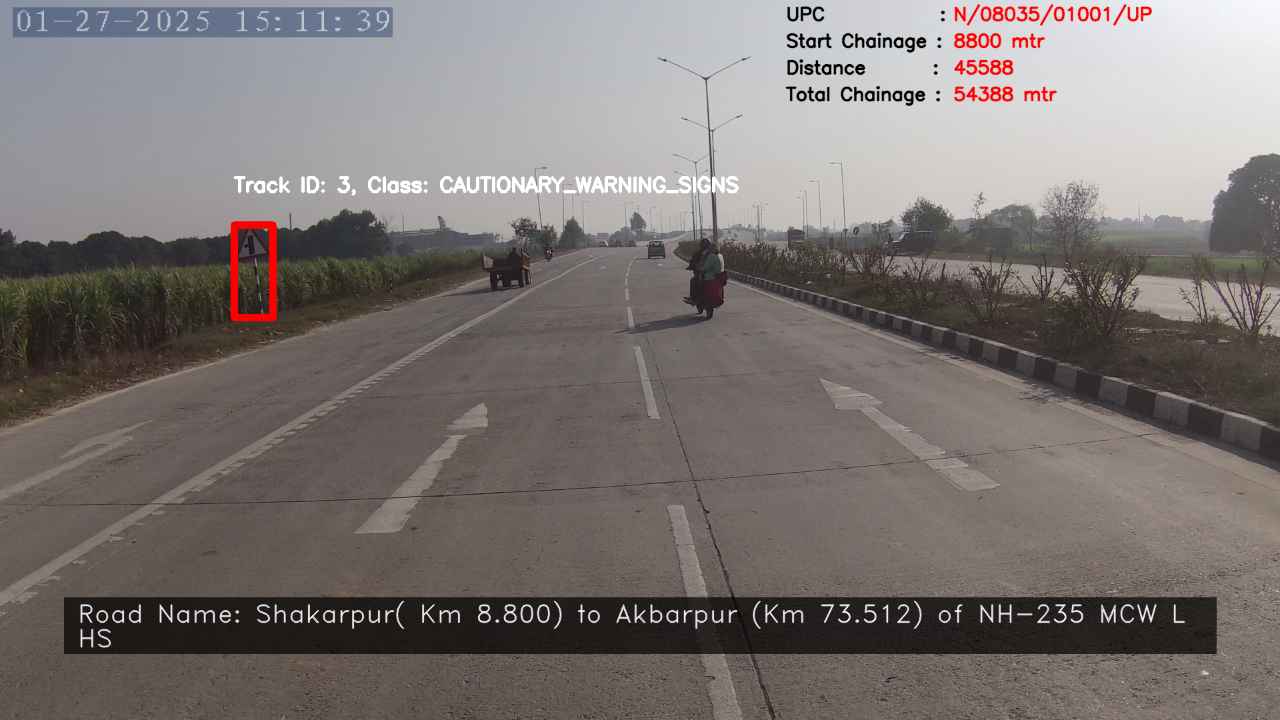 01-27-2025 15:11:39
UPC : N/08035/01001/UP
Start Chainage : 8800 mtr
Distance : 45588
Total Chainage : 54388 mtr
Track ID: 3, Class: CAUTIONARY_WARNING_SIGNS
Road Name: Shakarpur( Km 8.800) to Akbarpur (Km 73.512) of NH-235 MCW L
HS